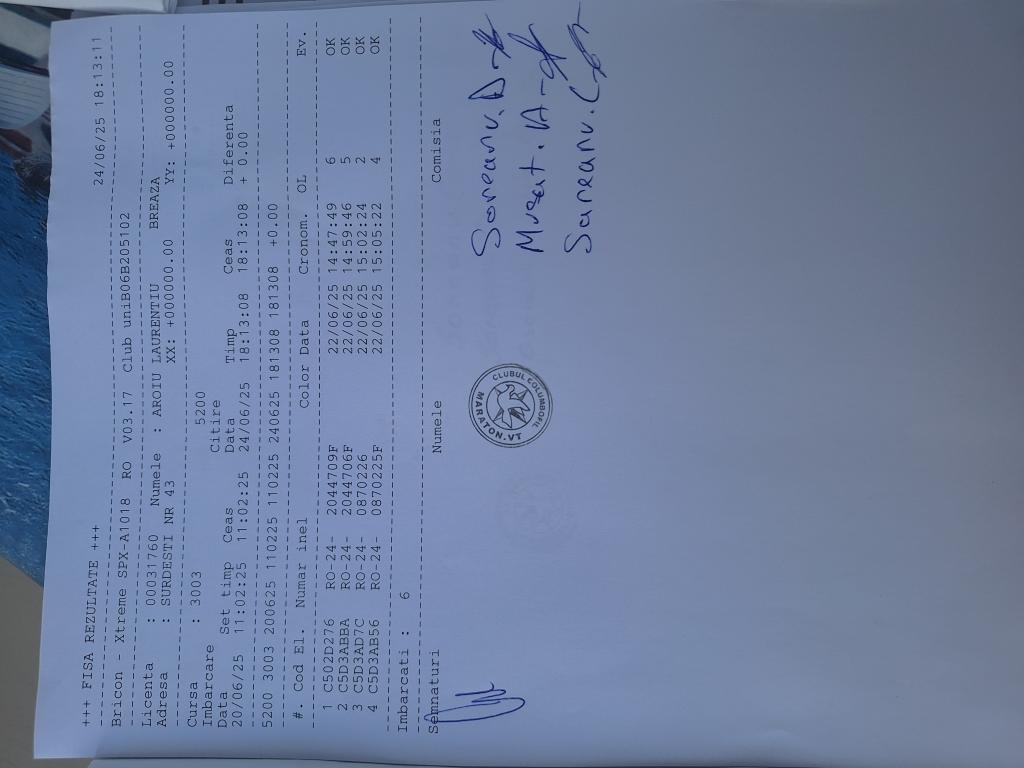 +++ FISA REZULTATE +++ 24/06/25 18:13:11
Bricon - Xtreme SPX-A1018 RO V03.17 Club uniB06B205102
Licenta : 00031760 Numele : AROIU LAURENTIU BREAZA
Adresa : SURDESTI NR 43 XX: +000000.00 YY: +000000.00
Cursa : 3003 5200
Imbarcare Citire
Data Set timp Ceas Data Timp Ceas Diferenta
20/06/25 11:02:25 11:02:25 24/06/25 18:13:08 18:13:08 + 0.00
5200 3003 200625 110225 110225 240625 181308 181308 +0.00
#. Cod El. Numar inel Color Data Cronom. OL Ev.
1 C502D276 RO-24- 2044709F 22/06/25 14:47:49 6 OK
2 C5D3ABBA RO-24- 2044706F 22/06/25 14:59:46 5 OK
3 C5D3AD7C RO-24- 0870226 22/06/25 15:02:24 2 OK
4 C5D3AB56 RO-24- 0870225F 22/06/25 15:05:22 4 OK
Imbarcati : 6
Semnaturi Numele Comisia
Soreanu.D
Musat.A
Soreanu.C
CLUBUL COLUMBOFIL
MARATON.VT